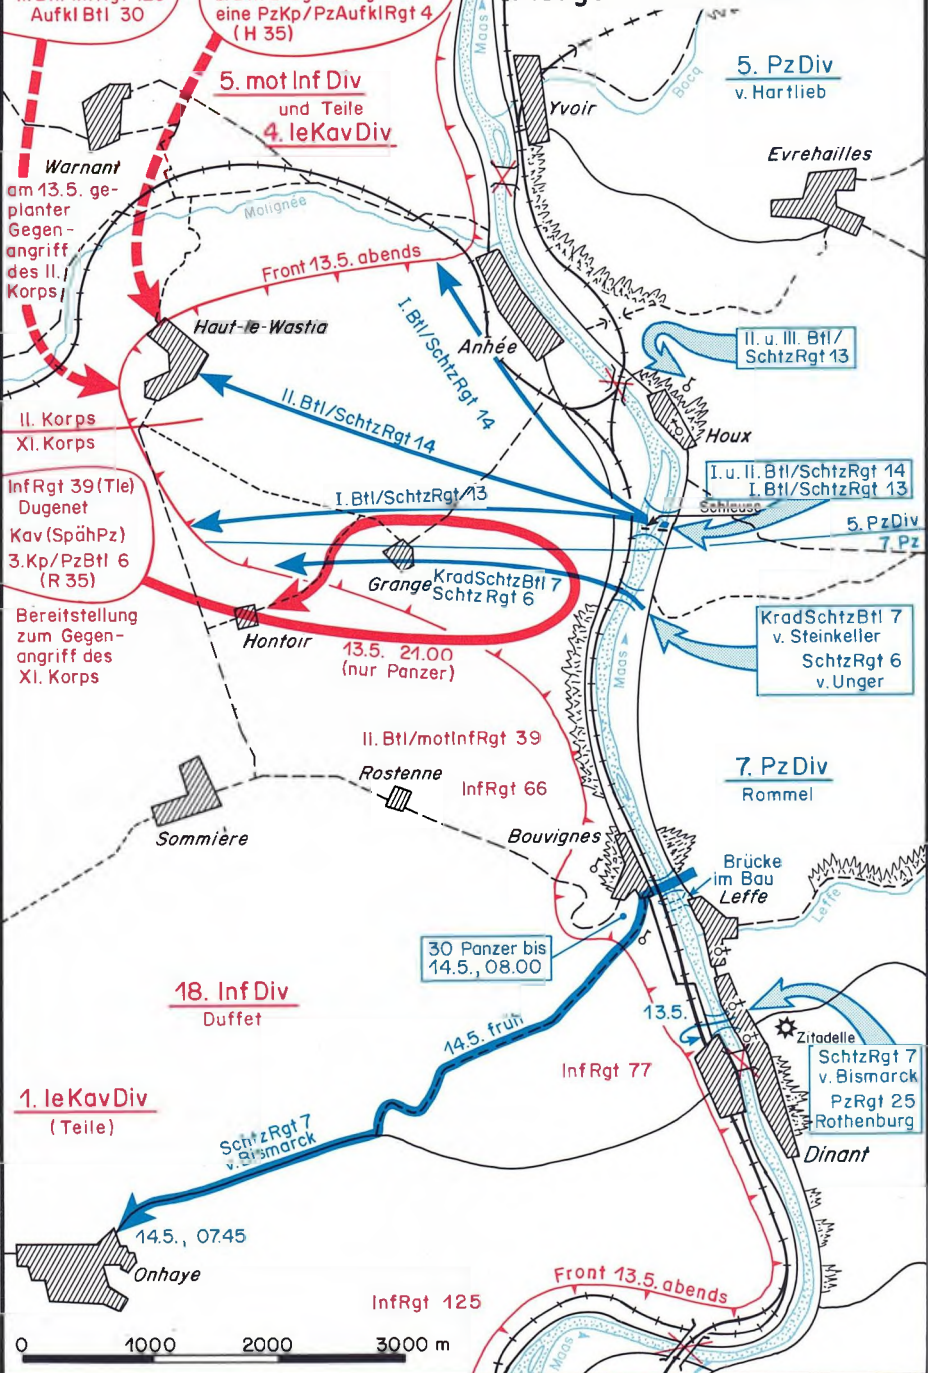 AufklBtl 30
eine PzKp/PzAufklRgt 4
(H 35)
5. mot Inf Div
und Teile
4. leKavDiv
Maas
Yvoir
Bocq
5. PzDiv
v. Hartlieb
Evrehailles
Warnant
am 13.5. ge-
planter
Gegen-
angriff
des II.
Korps
Molignée
Front 13.5. abends
Haut-le-Wastia
Anhée
I. Btl/SchtzRgt 14
II. u. III. Btl/
SchtzRgt 13
Houx
II. Btl/SchtzRgt 14
II. Korps
XI. Korps
InfRgt 39 (Tle)
Dugenet
Kav (SpähPz)
3.Kp/PzBtl 6
(R 35)
I. Btl/SchtzRgt/13
I. u. II. Btl/SchtzRgt 14
I. Btl/SchtzRgt 13
Schleuse
5. PzDiv
7. Pz
Grange
KradSchtzBtl 7
SchtzRgt 6
Bereitstellung
zum Gegen-
angriff des
XI. Korps
Hontoir
13.5. 21.00
(nur Panzer)
Maas
KradSchtzBtl 7
v. Steinkeller
SchtzRgt 6
v. Unger
II. Btl/motInfRgt 39
InfRgt 66
Rostenne
7. PzDiv
Rommel
Sommière
Bouvignes
Brücke
im Bau
Leffe
Leffe
30 Panzer bis
14.5., 08.00
18. InfDiv
Duffet
14.5. früh
13.5.
Zitadelle
InfRgt 77
SchtzRgt 7
v. Bismarck
PzRgt 25
Rothenburg
1. leKavDiv
(Teile)
SchtzRgt 7
v. Bismarck
Dinant
14.5., 07.45
Onhaye
Front 13.5. abends
InfRgt 125
Maas
0 1000 2000 3000 m